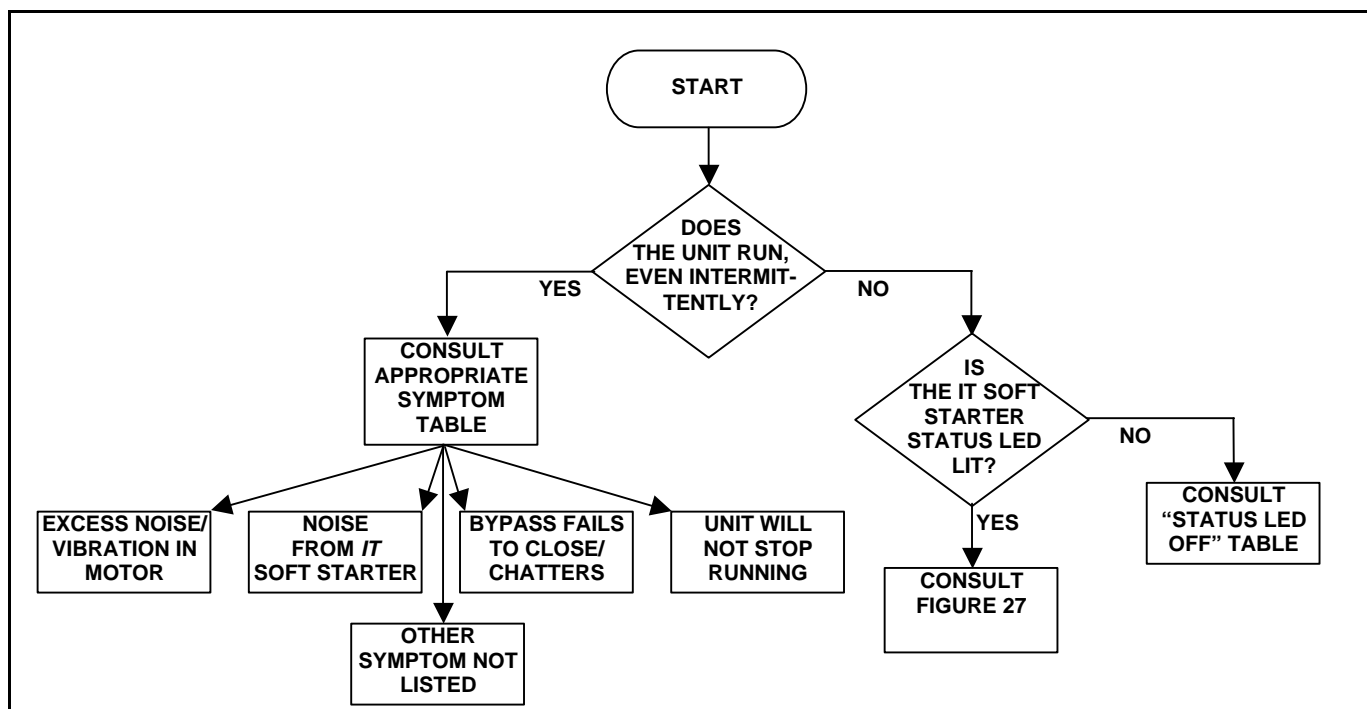 START
DOES
THE UNIT RUN,
EVEN INTERMIT-
TENTLY?
YES
NO
CONSULT
APPROPRIATE
SYMPTOM
TABLE
IS
THE IT SOFT
STARTER
STATUS LED
LIT?
NO
YES
EXCESS NOISE/
VIBRATION IN
MOTOR
NOISE
FROM IT
SOFT STARTER
BYPASS FAILS
TO CLOSE/
CHATTERS
UNIT WILL
NOT STOP
RUNNING
OTHER
SYMPTOM NOT
LISTED
CONSULT
FIGURE 27
CONSULT
“STATUS LED
OFF” TABLE